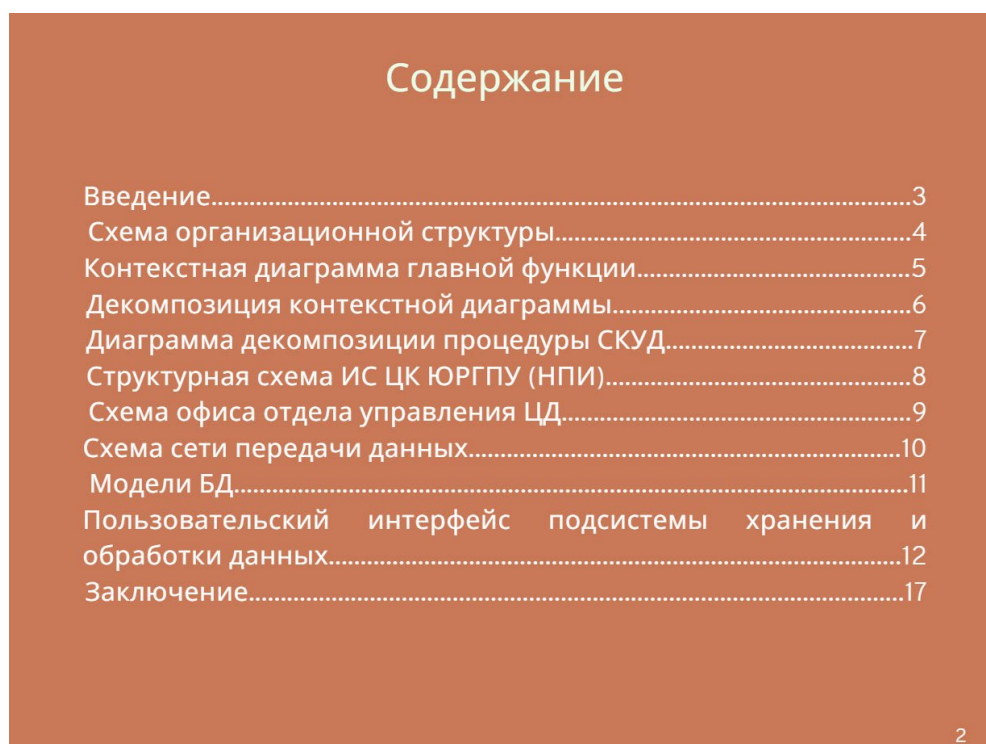 Содержание
Введение..........................................................................................................3
Схема организационной структуры.......................................................4
Контекстная диаграмма главной функции..........................................5
Декомпозиция контекстной диаграммы..............................................6
Диаграмма декомпозиции процедуры СКУД......................................7
Структурная схема ИС ЦК ЮРГПУ (НПИ)...............................................8
Схема офиса отдела управления ЦД.....................................................9
Схема сети передачи данных.................................................................10
Модели БД.....................................................................................................11
Пользовательский интерфейс подсистемы хранения и
обработки данных......................................................................................12
Заключение...................................................................................................17
2